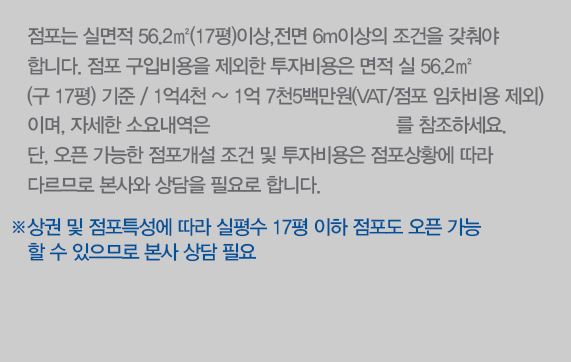 점포는 실면적 56.2㎡(17평)이상,전면 6m이상의 조건을 갖춰야
합니다. 점포 구입비용을 제외한 투자비용은 면적 실 56.2㎡
(구 17평) 기준 / 1억4천 ~ 1억 7천5백만원(VAT/점포 임차비용 제외)
이며, 자세한 소요내역은 를 참조하세요.
단, 오픈 가능한 점포개설 조건 및 투자비용은 점포상황에 따라
다르므로 본사와 상담을 필요로 합니다.
※상권 및 점포특성에 따라 실평수 17평 이하 점포도 오픈 가능
할 수 있으므로 본사 상담 필요